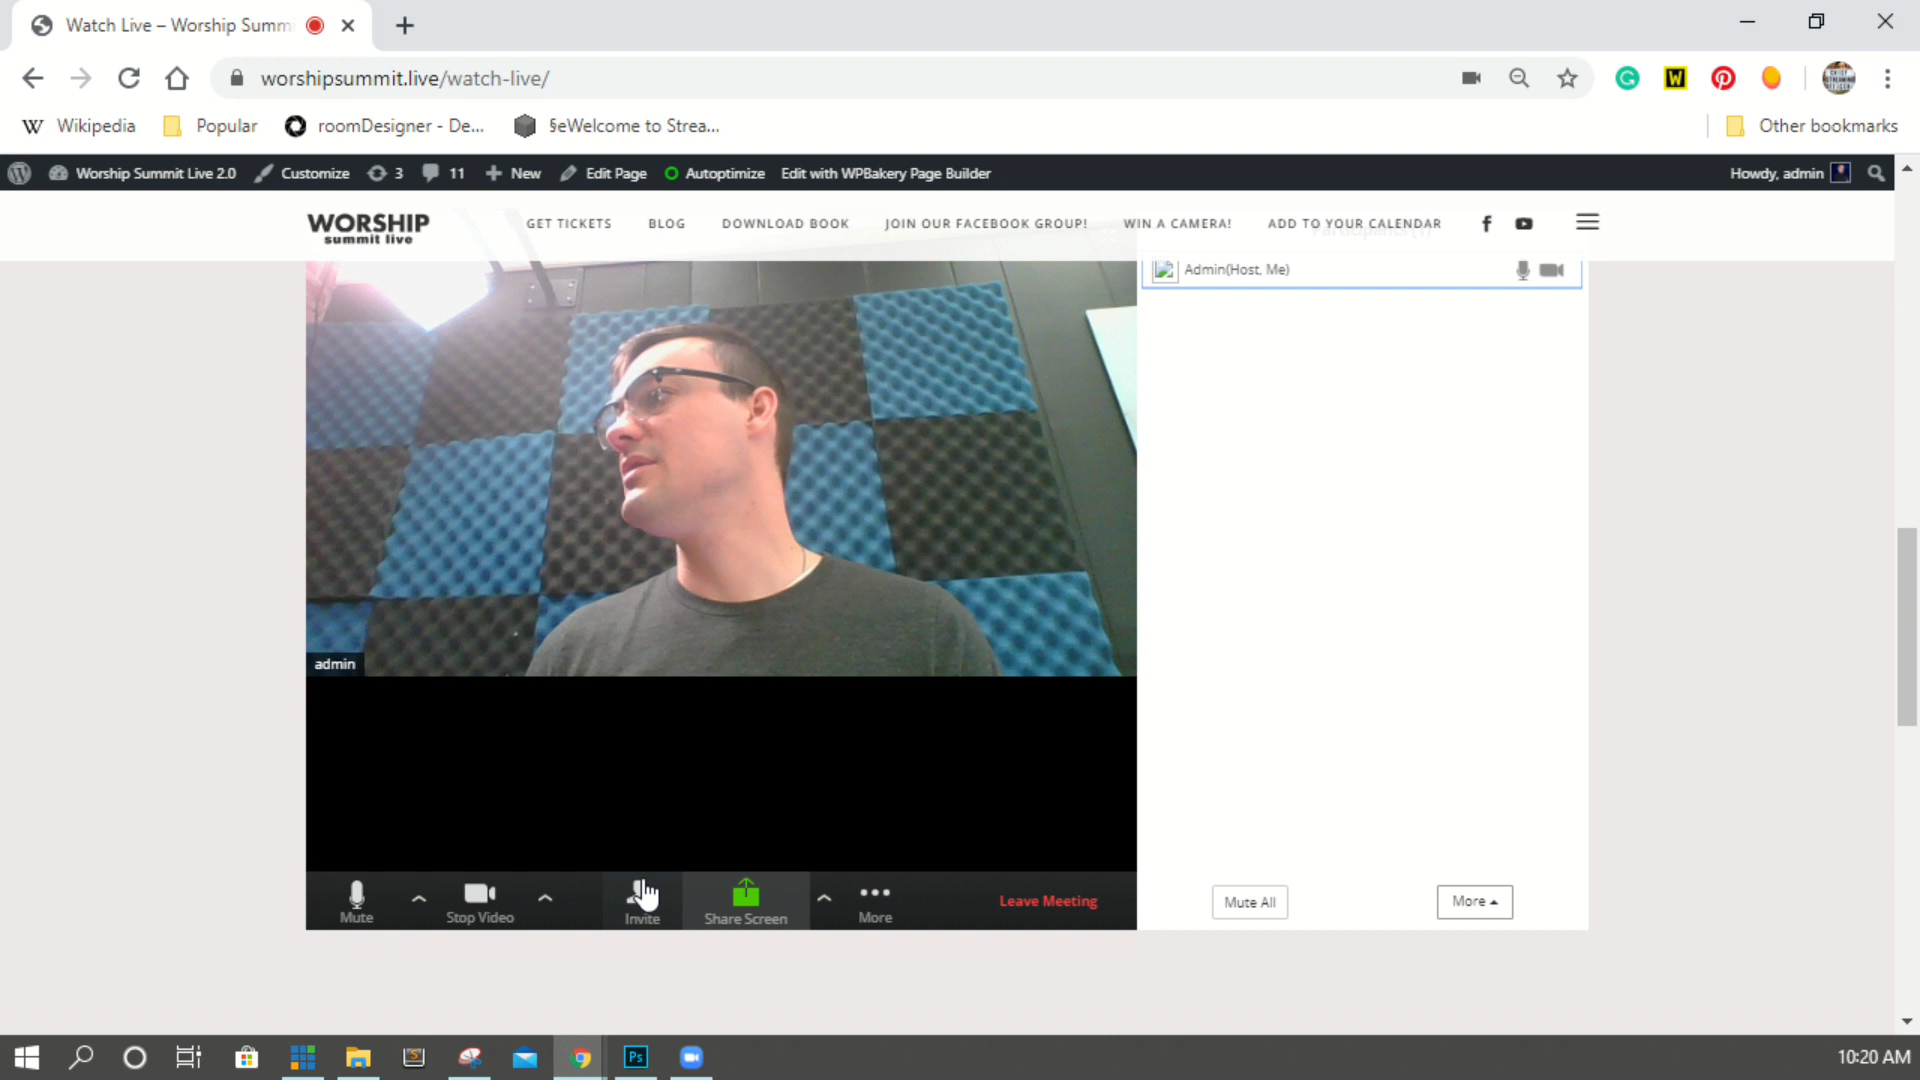 Watch Live – Worship Summ
worshipsummit.live/watch-live/
W Wikipedia Popular roomDesigner - De... §eWelcome to Strea... Other bookmarks
Worship Summit Live 2.0 Customize 3 11 New Edit Page Autoptimize Edit with WPBakery Page Builder Howdy, admin
WORSHIP
summit live
GET TICKETS BLOG DOWNLOAD BOOK JOIN OUR FACEBOOK GROUP! WIN A CAMERA! ADD TO YOUR CALENDAR
Participants (1)
Admin(Host, Me)
admin
Mute Stop Video Invite Share Screen More Leave Meeting
Mute All More
Ps
10:20 AM